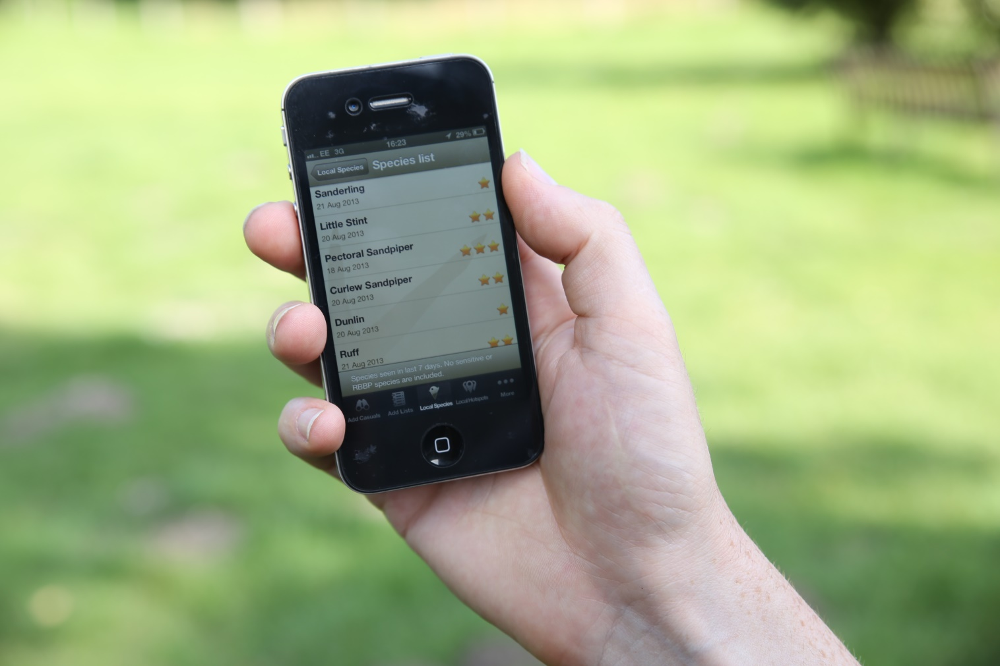 EE 3G 16:23 29%
Local Species Species list
Sanderling
21 Aug 2013
Little Stint
20 Aug 2013
Pectoral Sandpiper
18 Aug 2013
Curlew Sandpiper
20 Aug 2013
Dunlin
20 Aug 2013
Ruff
21 Aug 2013
Species seen in last 7 days. No sensitive or
RBBP species are included.
Add Casuals Add Lists Local Species Local Hotspots More